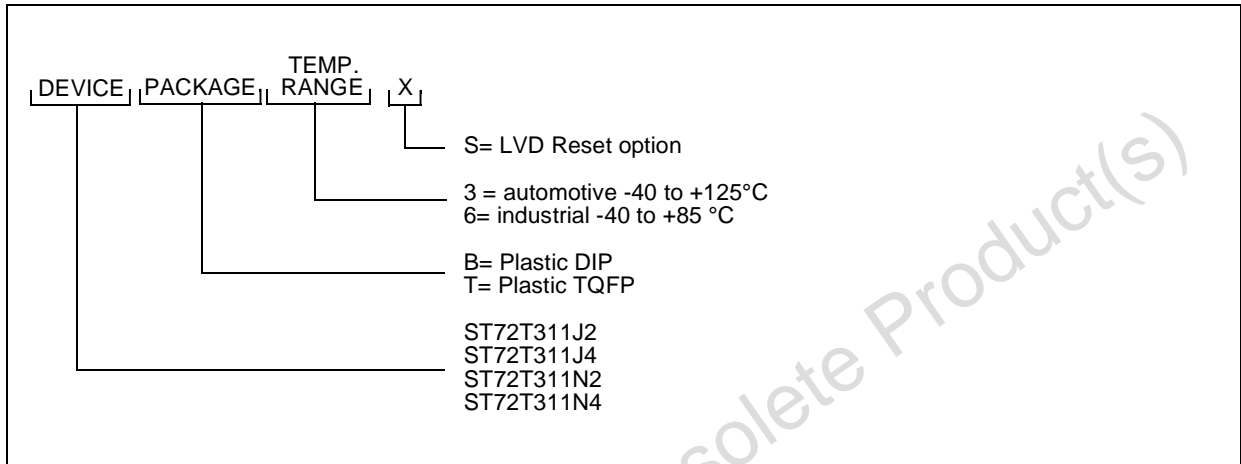 TEMP.
DEVICE PACKAGE RANGE X
S= LVD Reset option
3 = automotive -40 to +125°C
6= industrial -40 to +85 °C
B= Plastic DIP
T= Plastic TQFP
ST72T311J2
ST72T311J4
ST72T311N2
ST72T311N4
solete Product(s)